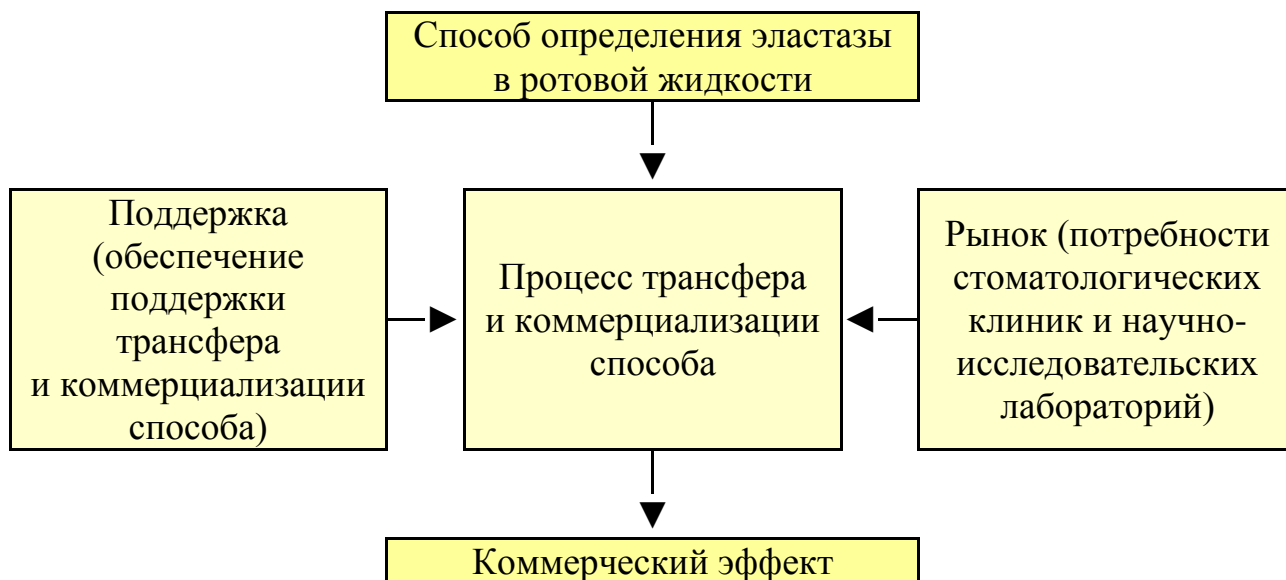 Способ определения эластазы
в ротовой жидкости
Поддержка
(обеспечение
поддержки
трансфера
и коммерциализации
способа)
Процесс трансфера
и коммерциализации
способа
Рынок (потребности
стоматологических
клиник и научно-
исследовательских
лабораторий)
Коммерческий эффект